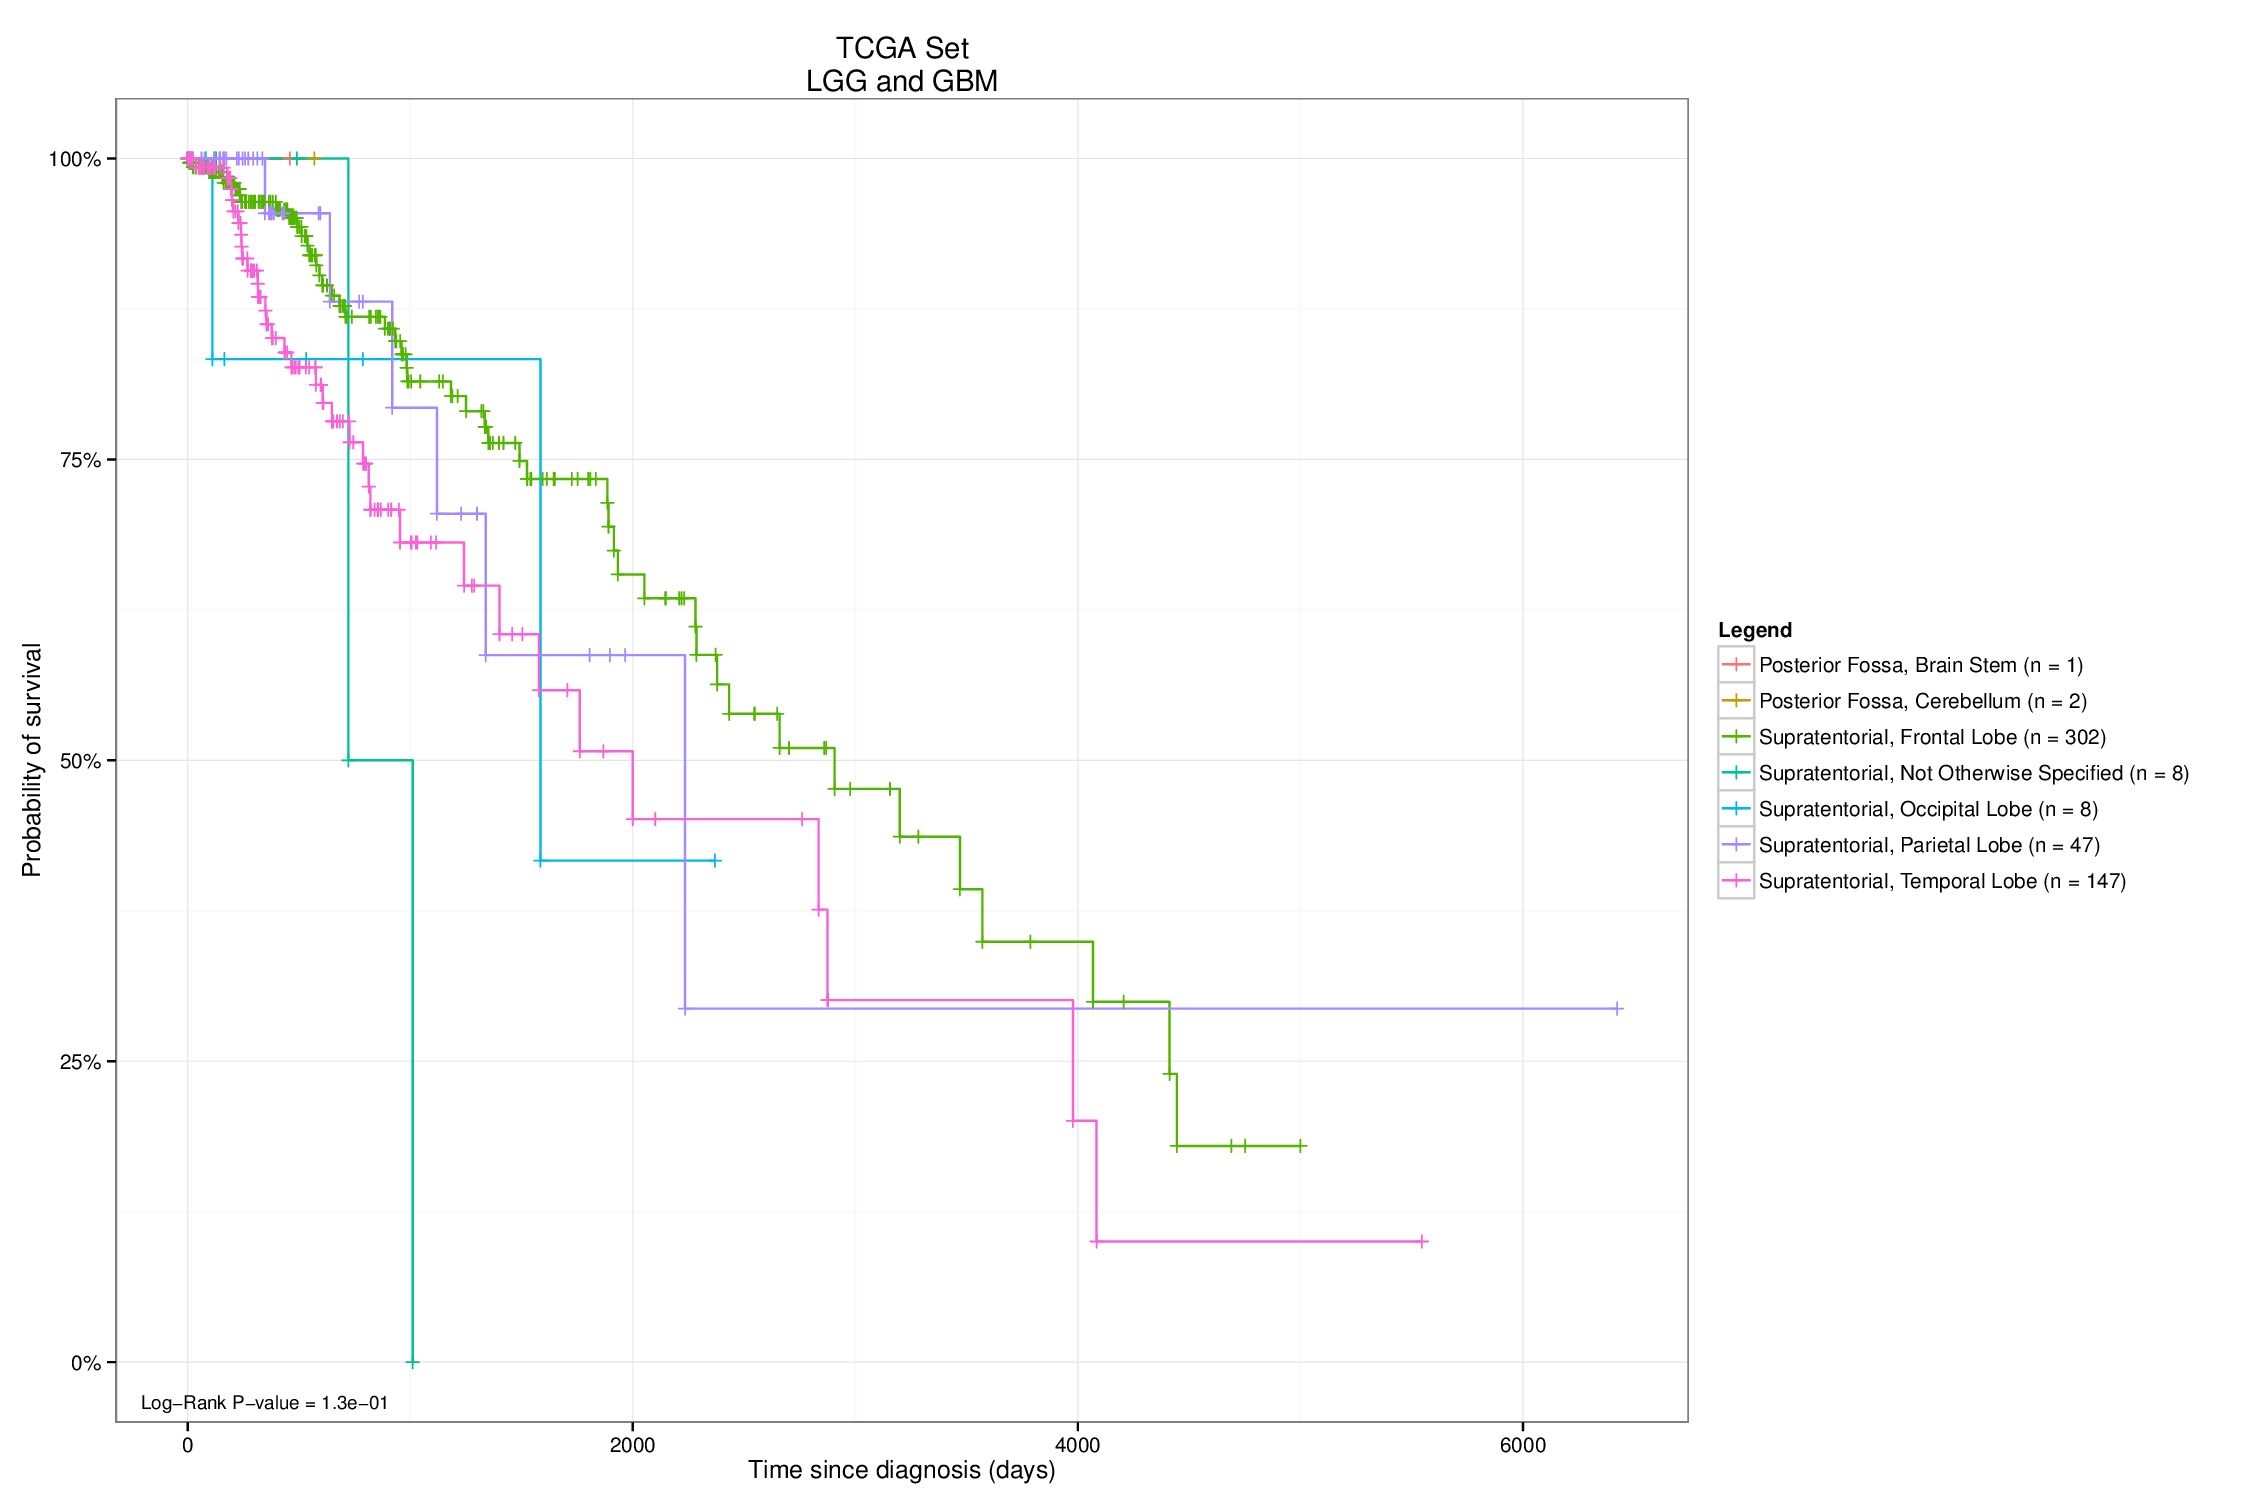 TCGA Set
LGG and GBM
Probability of survival
100%
75%
50%
25%
0%
Log−Rank P−value = 1.3e−01
0
2000
4000
6000
Time since diagnosis (days)
Legend
Posterior Fossa, Brain Stem (n = 1)
Posterior Fossa, Cerebellum (n = 2)
Supratentorial, Frontal Lobe (n = 302)
Supratentorial, Not Otherwise Specified (n = 8)
Supratentorial, Occipital Lobe (n = 8)
Supratentorial, Parietal Lobe (n = 47)
Supratentorial, Temporal Lobe (n = 147)